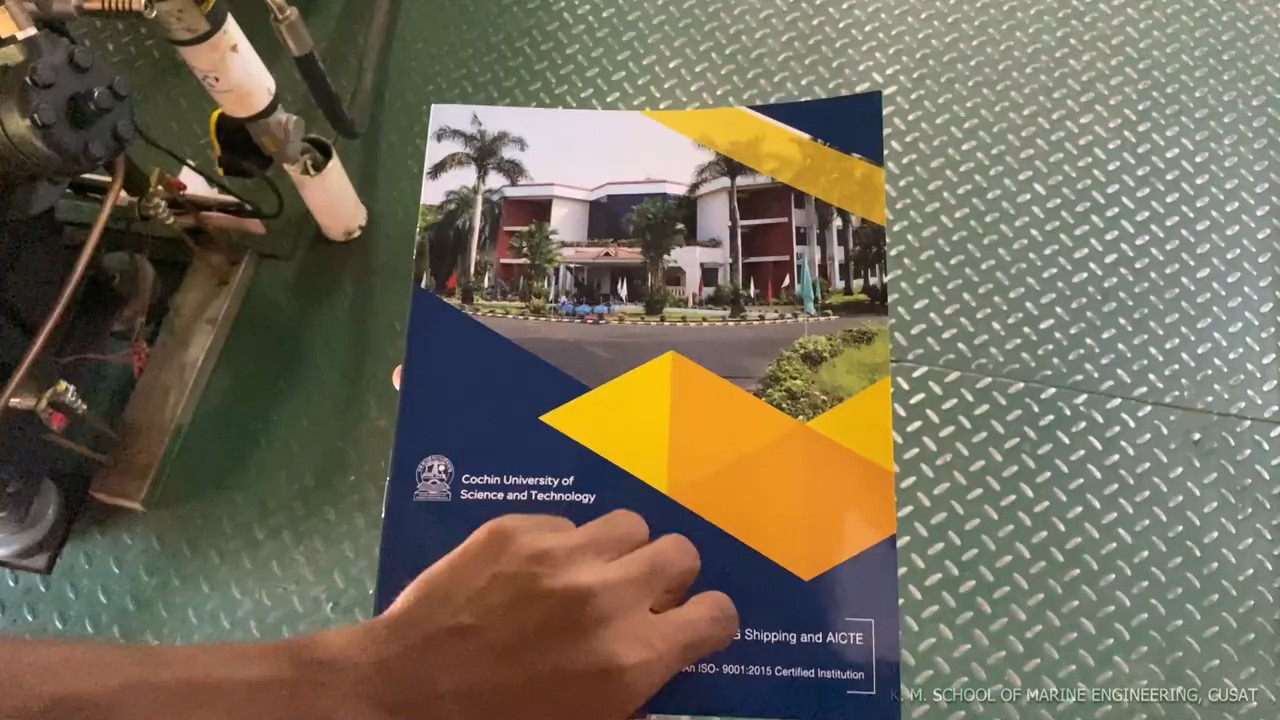 Cochin University of
Science and Technology
G Shipping and AICTE
An ISO- 9001:2015 Certified Institution
K. M. SCHOOL OF MARINE ENGINEERING, CUSAT